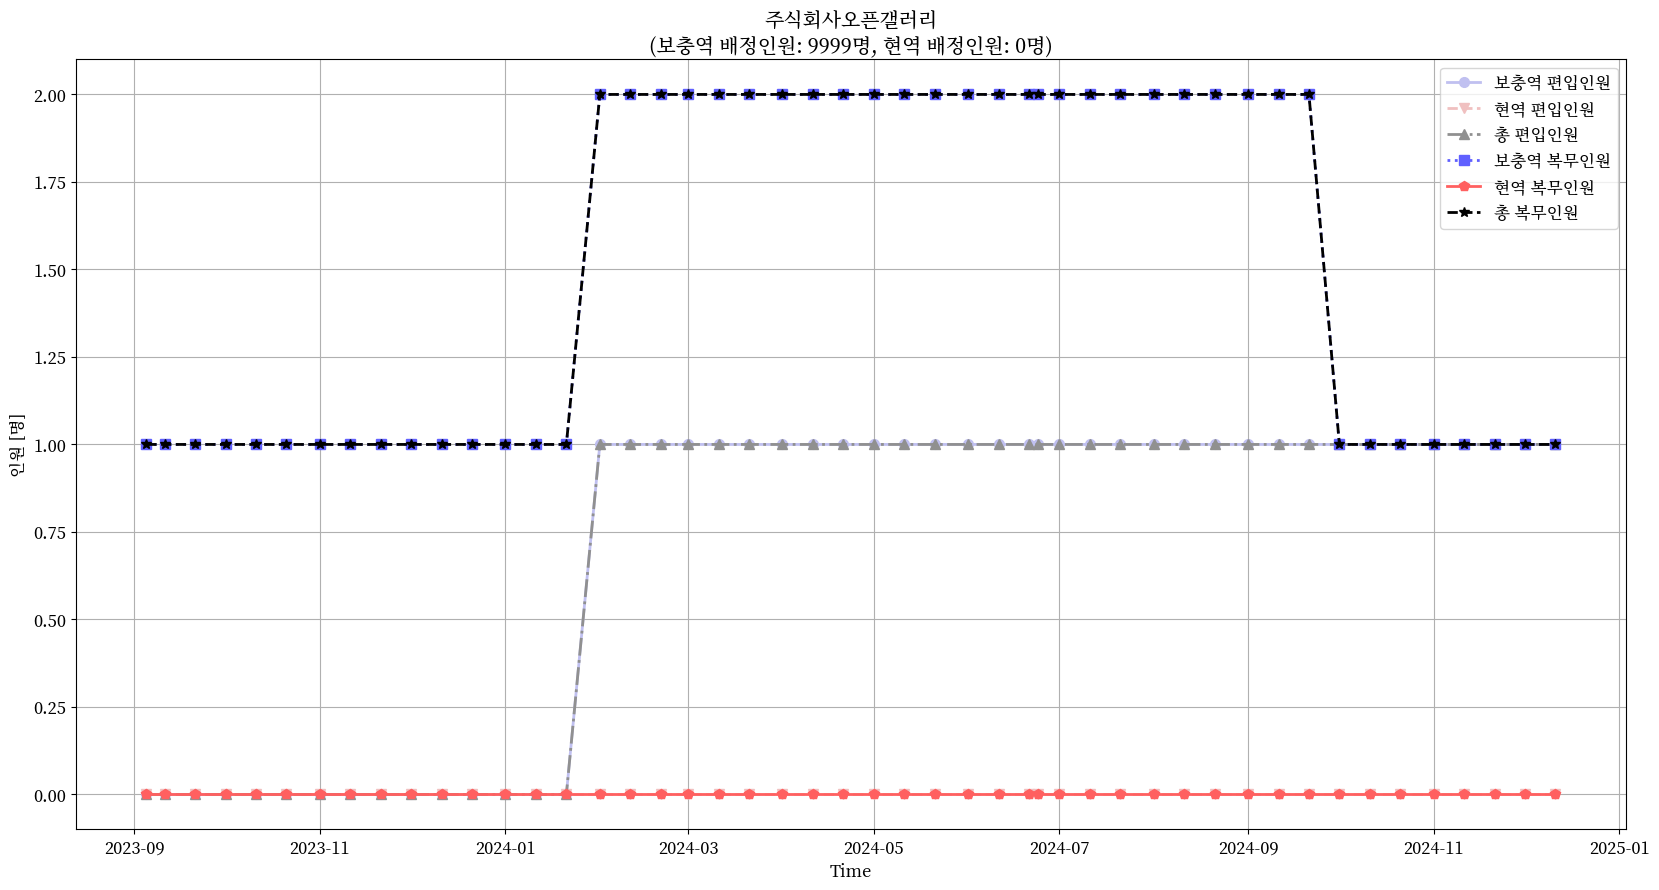 주식회사오픈갤러리
(보충역 배정인원: 9999명, 현역 배정인원: 0명)
보충역 편입인원
현역 편입인원
총 편입인원
보충역 복무인원
현역 복무인원
총 복무인원
인원 [명]
2.00
1.75
1.50
1.25
1.00
0.75
0.50
0.25
0.00
2023-09
2023-11
2024-01
2024-03
2024-05
2024-07
2024-09
2024-11
2025-01
Time